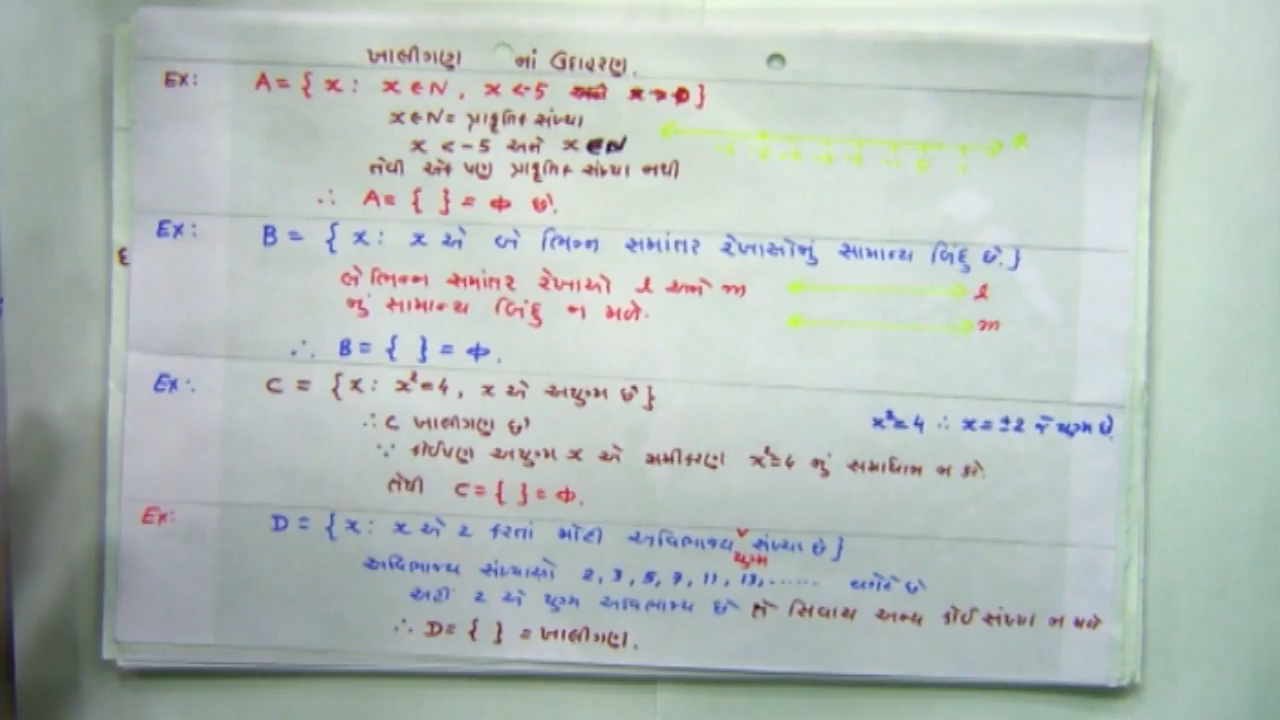 ખાલીગણ નાં ઉદાહરણ.
Ex: A = { x : x ∈ N, x < -5 અને }
x ∈ N = પ્રાકૃતિક સંખ્યા
x < -5 અને x ∈ N
તેથી એક પણ પ્રાકૃતિક સંખ્યા નથી
∴ A = { } = Φ છે.
Ex: B = { x : x એ બે ભિન્ન સમાંતર રેખાઓનું સામાન્ય બિંદુ છે. }
બે ભિન્ન સમાંતર રેખાઓ l અને m
નું સામાન્ય બિંદુ ન મળે.
l
m
∴ B = { } = Φ.
Ex: C = { x : x² = 4, x એ અયુગ્મ છે }
∴ C ખાલીગણ છે
x² = 4 ∴ x = ±2 જે યુગ્મ છે.
∵ કોઈપણ અયુગ્મ x એ સમીકરણ x² = 4 નું સમાધાન ન કરે.
તેથી C = { } = Φ.
Ex: D = { x : x એ 2 કરતાં મોટી અવિભાજ્ય યુગ્મ સંખ્યા છે }
અવિભાજ્ય સંખ્યાઓ 2, 3, 5, 7, 11, 13, ...... વગેરે છે
અહીં 2 એ યુગ્મ અવિભાજ્ય છે તે સિવાય અન્ય કોઈ સંખ્યા ન મળે
∴ D = { } = ખાલીગણ.